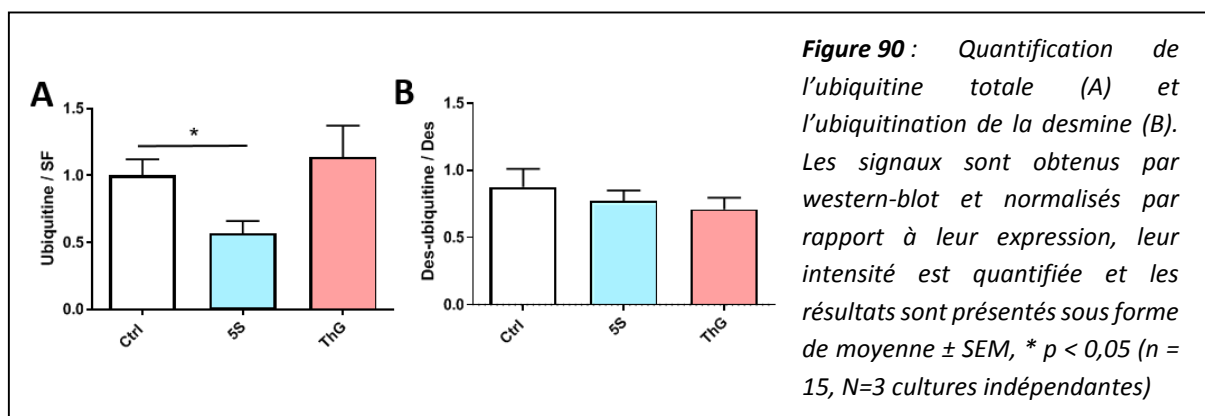 A
Ubiquitine / SF
1.5
1.0
0.5
0.0
*
Ctrl
5S
ThG
B
Des-ubiquitine / Des
1.5
1.0
0.5
0.0
Ctrl
5S
ThG
Figure 90 : Quantification de
l’ubiquitine totale (A) et
l’ubiquitination de la desmine (B).
Les signaux sont obtenus par
western-blot et normalisés par
rapport à leur expression, leur
intensité est quantifiée et les
résultats sont présentés sous forme
de moyenne ± SEM, * p < 0,05 (n =
15, N=3 cultures indépendantes)